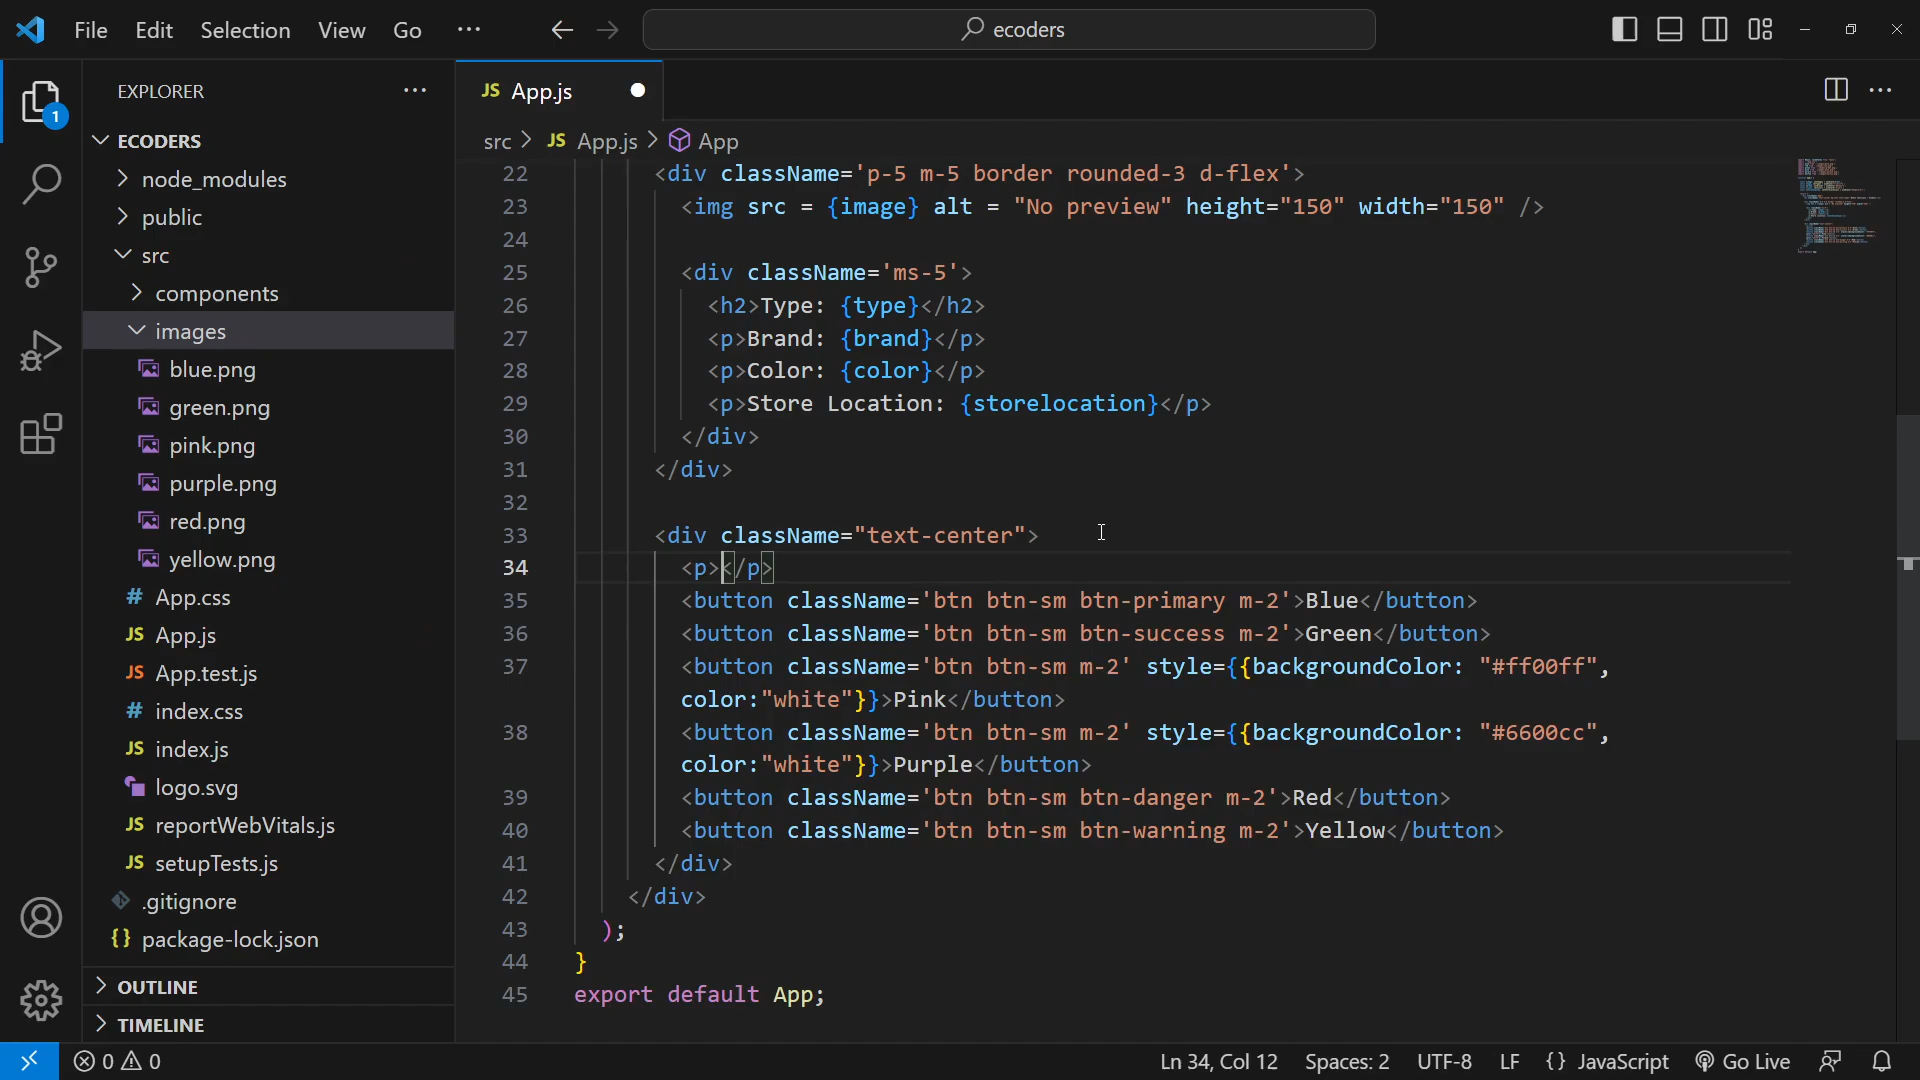 File Edit Selection View Go ···
ecoders
1
EXPLORER
ECODERS
node_modules
public
src
components
images
blue.png
green.png
pink.png
purple.png
red.png
yellow.png
# App.css
JS App.js
JS App.test.js
# index.css
JS index.js
logo.svg
JS reportWebVitals.js
JS setupTests.js
.gitignore
{} package-lock.json
OUTLINE
TIMELINE
JS App.js
src > JS App.js > App
22 <div className='p-5 m-5 border rounded-3 d-flex'>
23 <img src = {image} alt = "No preview" height="150" width="150" />
24
25 <div className='ms-5'>
26 <h2>Type: {type}</h2>
27 <p>Brand: {brand}</p>
28 <p>Color: {color}</p>
29 <p>Store Location: {storelocation}</p>
30 </div>
31 </div>
32
33 <div className="text-center">
34 <p></p>
35 <button className='btn btn-sm btn-primary m-2'>Blue</button>
36 <button className='btn btn-sm btn-success m-2'>Green</button>
37 <button className='btn btn-sm m-2' style={{backgroundColor: "#ff00ff",
color:"white"}}>Pink</button>
38 <button className='btn btn-sm m-2' style={{backgroundColor: "#6600cc",
color:"white"}}>Purple</button>
39 <button className='btn btn-sm btn-danger m-2'>Red</button>
40 <button className='btn btn-sm btn-warning m-2'>Yellow</button>
41 </div>
42 </div>
43 );
44 }
45 export default App;
0 0
Ln 34, Col 12 Spaces: 2 UTF-8 LF {} JavaScript Go Live